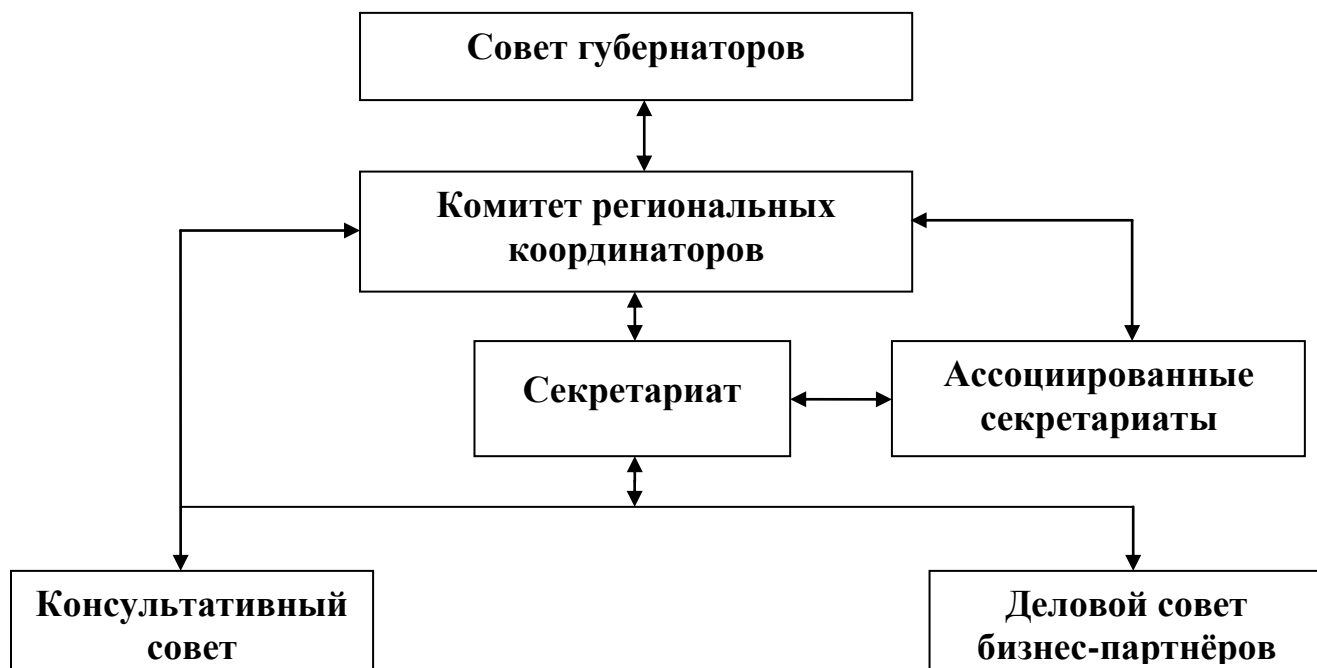 Совет губернаторов
Комитет региональных
координаторов
Секретариат
Ассоциированные
секретариаты
Консультативный
совет
Деловой совет
бизнес-партнёров